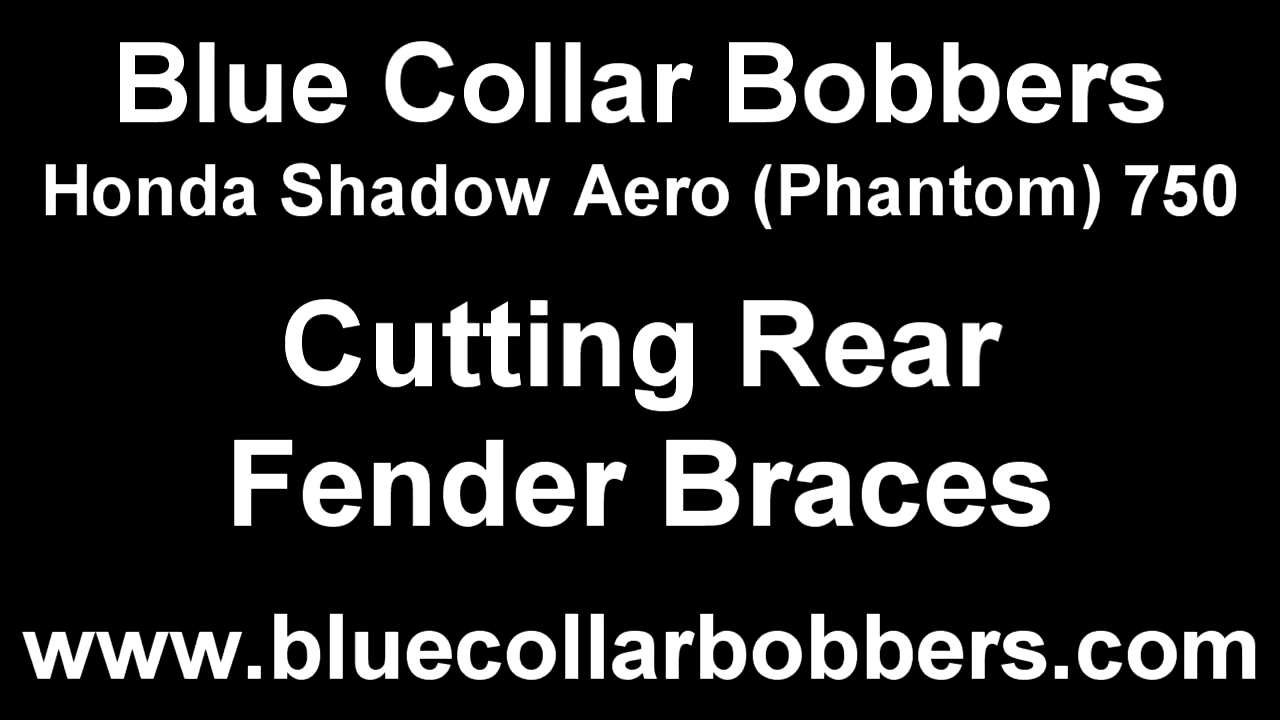 Blue Collar Bobbers
Honda Shadow Aero (Phantom) 750
Cutting Rear
Fender Braces
www.bluecollarbobbers.com